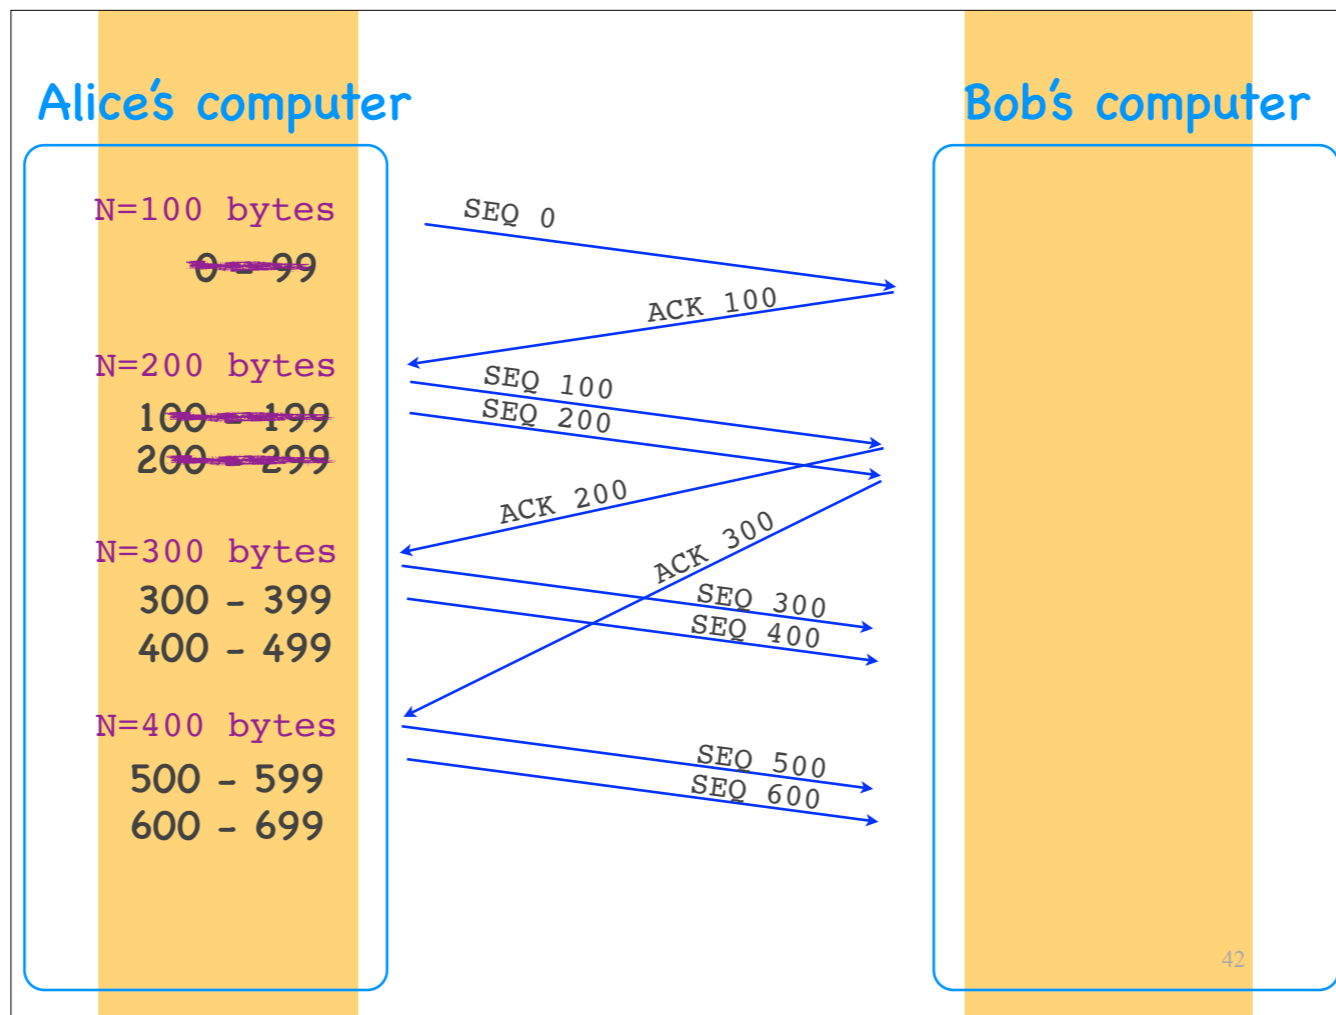 Alice's computer
Bob's computer
N=100 bytes
0 - 99
SEQ 0
ACK 100
N=200 bytes
100 - 199
200 - 299
SEQ 100
SEQ 200
ACK 200
ACK 300
N=300 bytes
300 - 399
400 - 499
SEQ 300
SEQ 400
N=400 bytes
500 - 599
600 - 699
SEQ 500
SEQ 600
42